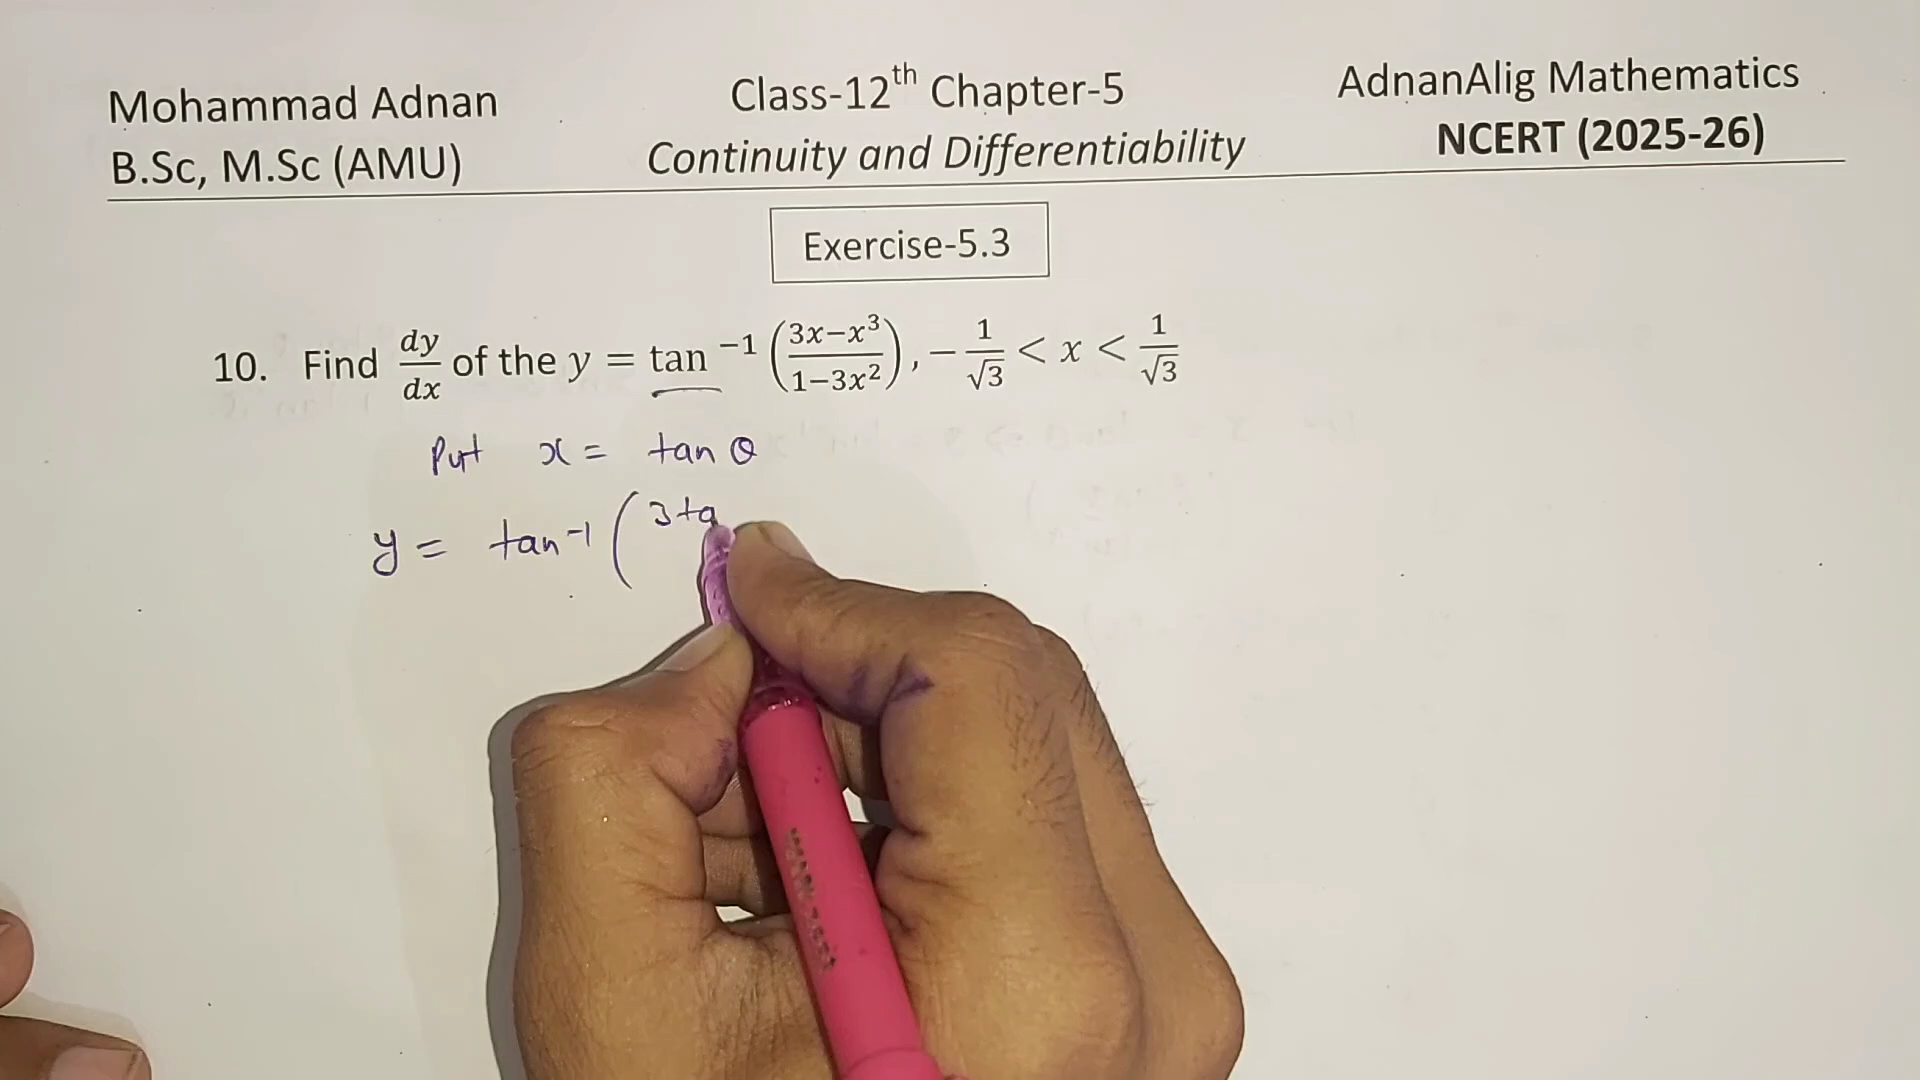 Mohammad Adnan
B.Sc, M.Sc (AMU)
Class-12th Chapter-5
Continuity and Differentiability
AdnanAlig Mathematics
NCERT (2025-26)
Exercise-5.3
10. Find dy/dx of the y = tan⁻¹ ((3x−x³)/(1−3x²)), −1/√3 < x < 1/√3
Put x = tan θ
y = tan⁻¹ ( 3ta